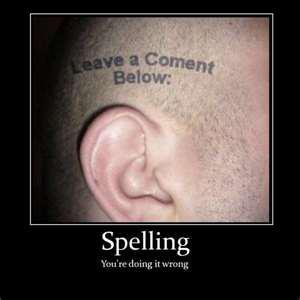 Leave a Coment
Below:
Spelling
You're doing it wrong